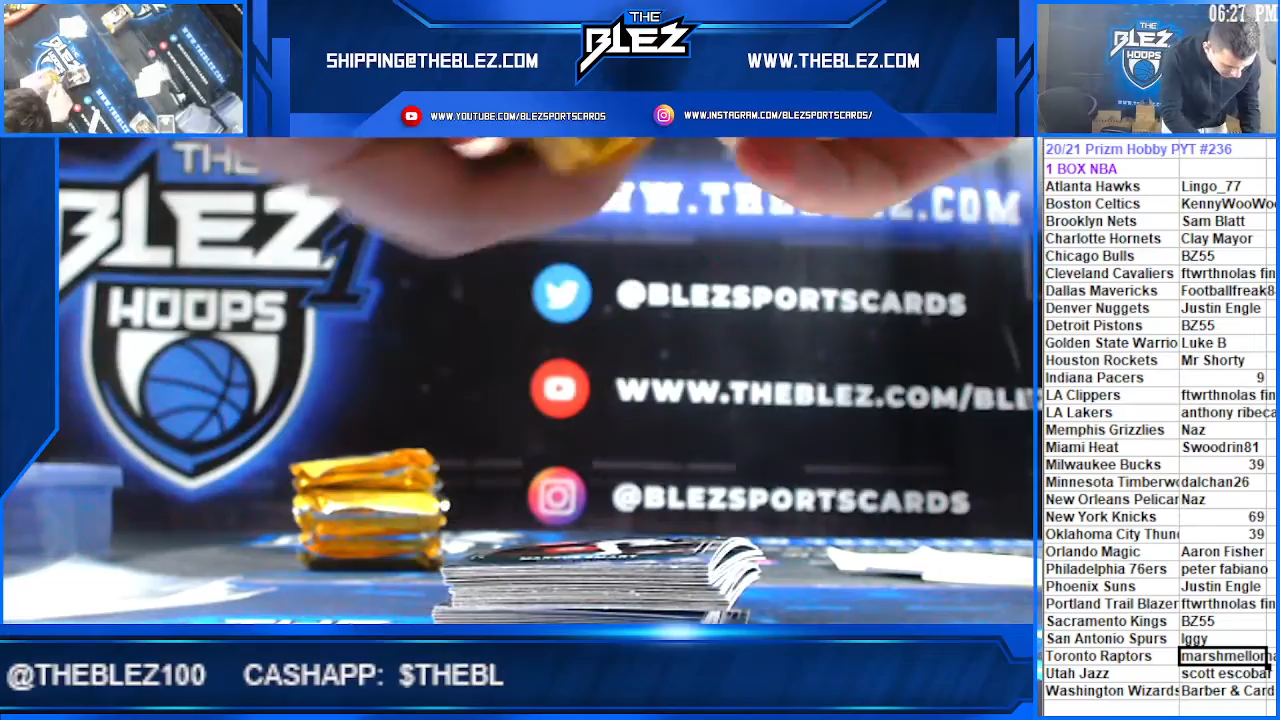 06:27 PM
THE
BLEZ
SHIPPING@THEBLEZ.COM
WWW.THEBLEZ.COM
WWW.YOUTUBE.COM/BLEZSPORTSCARDS
WWW.INSTAGRAM.COM/BLEZSPORTSCARDS/
THE
BLEZ
HOOPS
1
WWW.THEBLEZ.COM
@BLEZSPORTSCARDS
WWW.THEBLEZ.COM/BLE
@BLEZSPORTSCARDS
@THEBLEZ100 CASHAPP: $THEBL
20/21 Prizm Hobby PYT #236
1 BOX NBA
Atlanta Hawks Lingo_77
Boston Celtics KennyWooWoo
Brooklyn Nets Sam Blatt
Charlotte Hornets Clay Mayor
Chicago Bulls BZ55
Cleveland Cavaliers ftwrthnolas fin
Dallas Mavericks Footballfreak8
Denver Nuggets Justin Engle
Detroit Pistons BZ55
Golden State Warrio Luke B
Houston Rockets Mr Shorty
Indiana Pacers 9
LA Clippers ftwrthnolas fin
LA Lakers anthony ribeca
Memphis Grizzlies Naz
Miami Heat Swoodrin81
Milwaukee Bucks 39
Minnesota Timberwo dalchan26
New Orleans Pelican Naz
New York Knicks 69
Oklahoma City Thun 39
Orlando Magic Aaron Fisher
Philadelphia 76ers peter fabiano
Phoenix Suns Justin Engle
Portland Trail Blazer ftwrthnolas fin
Sacramento Kings BZ55
San Antonio Spurs Iggy
Toronto Raptors marshmelloma
Utah Jazz scott escobar
Washington Wizards Barber & Card